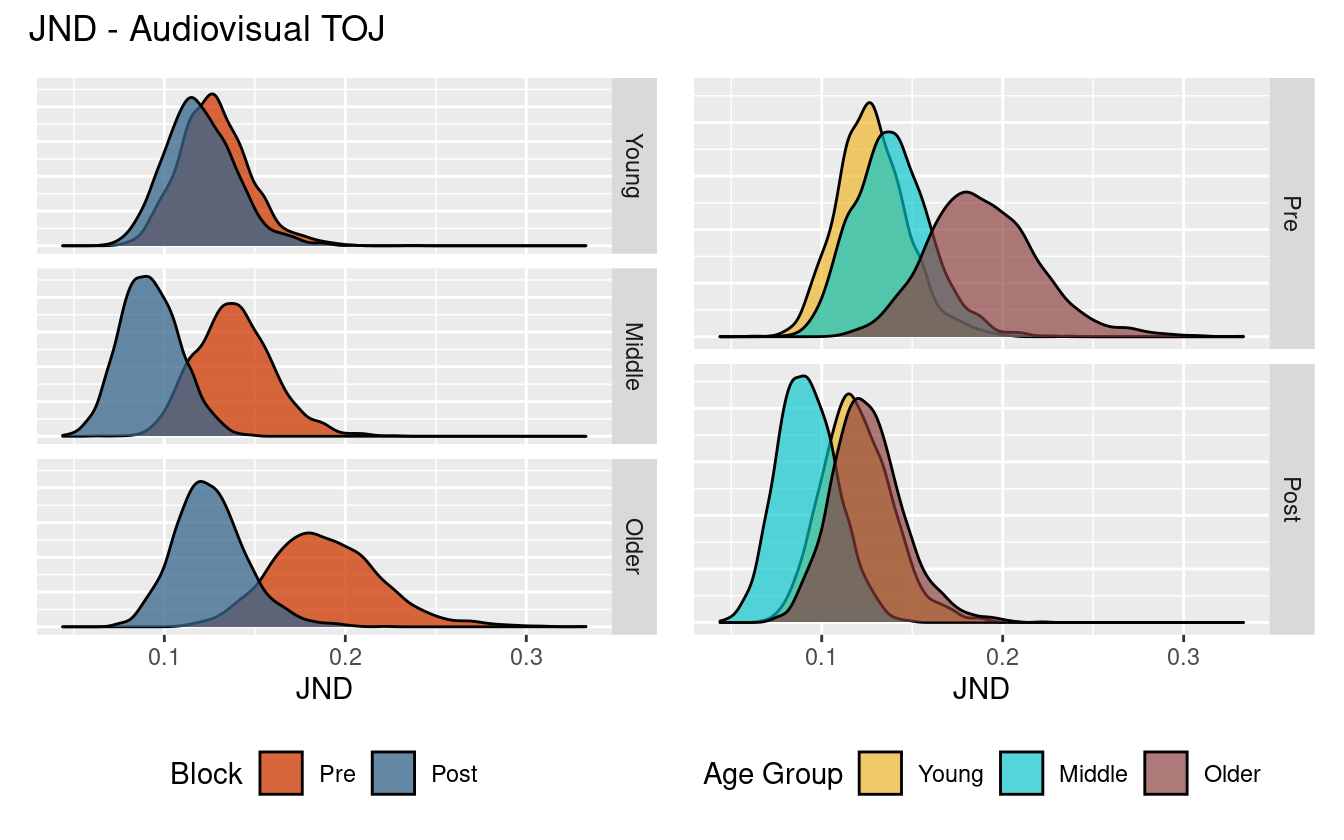 JND - Audiovisual TOJ
Young
Middle
Older
0.1 0.2 0.3
JND
Block Pre Post
Pre
Post
0.1 0.2 0.3
JND
Age Group Young Middle Older